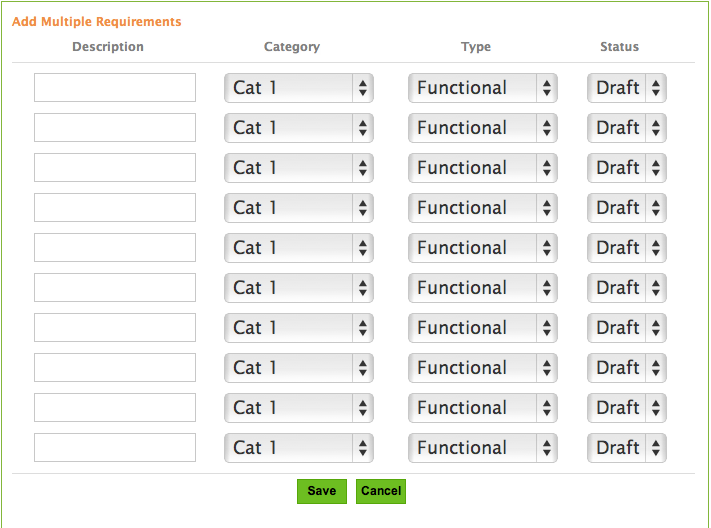 Add Multiple Requirements
Description Category Type Status
Cat 1 Functional Draft
Cat 1 Functional Draft
Cat 1 Functional Draft
Cat 1 Functional Draft
Cat 1 Functional Draft
Cat 1 Functional Draft
Cat 1 Functional Draft
Cat 1 Functional Draft
Cat 1 Functional Draft
Cat 1 Functional Draft
Save Cancel